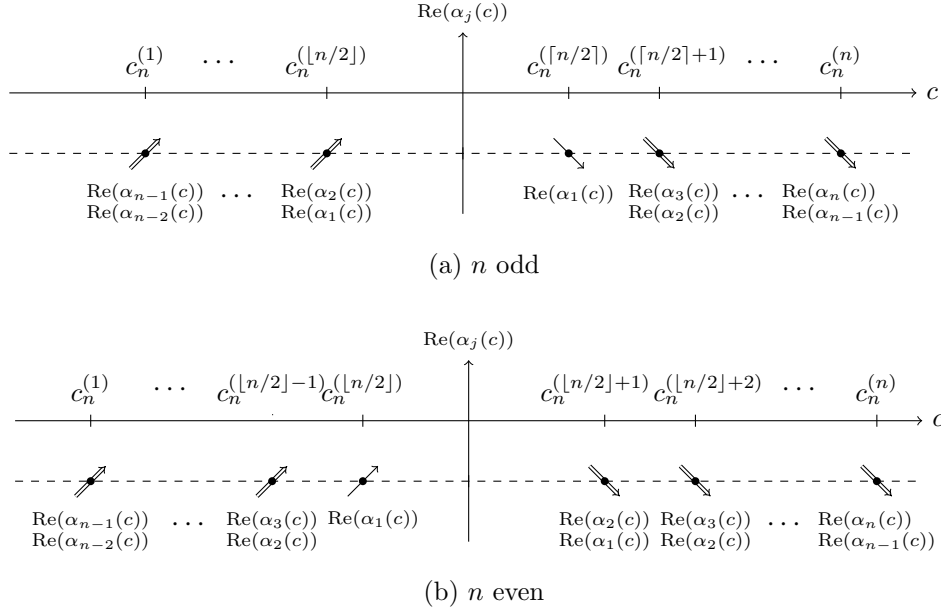 Re(α_j(c))
c_n^{(1)} ⋯ c_n^{(⌊n/2⌋)} c_n^{(⌈n/2⌉)} c_n^{(⌈n/2⌉+1)} ⋯ c_n^{(n)}
c
Re(α_{n−1}(c)) ⋯ Re(α_2(c)) Re(α_1(c)) Re(α_3(c)) ⋯ Re(α_n(c))
Re(α_{n−2}(c)) Re(α_1(c)) Re(α_2(c)) Re(α_{n−1}(c))
(a) n odd
Re(α_j(c))
c_n^{(1)} ⋯ c_n^{(⌊n/2⌋−1)} c_n^{(⌊n/2⌋)} c_n^{(⌊n/2⌋+1)} c_n^{(⌊n/2⌋+2)} ⋯ c_n^{(n)}
c
Re(α_{n−1}(c)) ⋯ Re(α_3(c)) Re(α_1(c)) Re(α_2(c)) Re(α_3(c)) ⋯ Re(α_n(c))
Re(α_{n−2}(c)) Re(α_2(c)) Re(α_1(c)) Re(α_2(c)) Re(α_{n−1}(c))
(b) n even